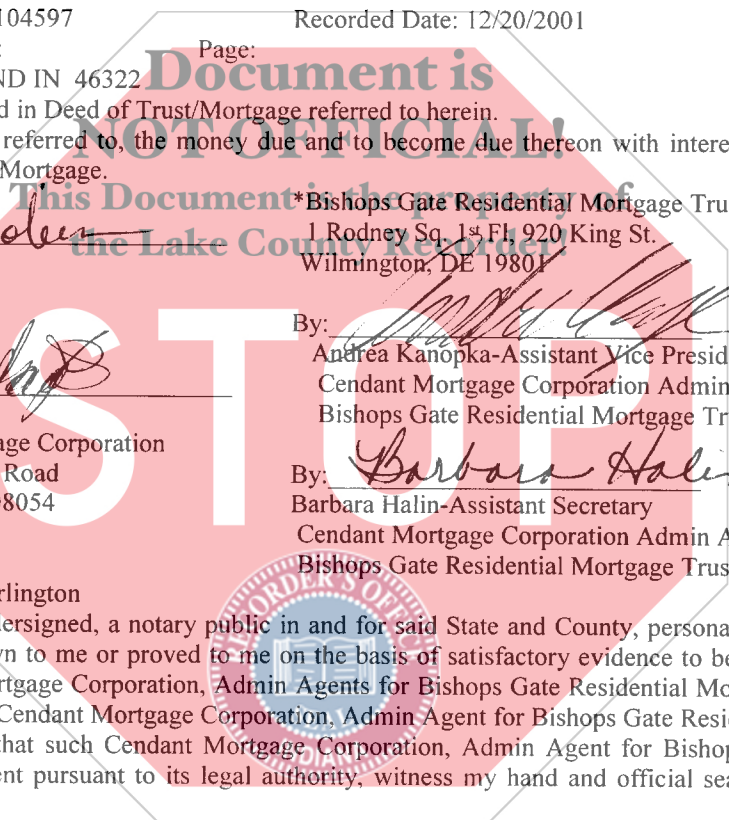 104597 Recorded Date: 12/20/2001
: Page:
ND IN 46322
Document is
d in Deed of Trust/Mortgage referred to herein.
NOT OFFICIAL!
referred to, the money due and to become due thereon with intere
Mortgage.
This Document is the property of
*Bishops Gate Residential Mortgage Tru
the Lake County Recorder!
1 Rodney Sq, 1st Fl, 920 King St.
Wilmington, DE 19801
STOP
By:
Andrea Kanopka-Assistant Vice Presid
Cendant Mortgage Corporation Admin
Bishops Gate Residential Mortgage Tr
age Corporation
Road
08054
By: Barbara Halin
Barbara Halin-Assistant Secretary
Cendant Mortgage Corporation Admin A
Bishops Gate Residential Mortgage Trus
rlington
RECORDER'S OFFICE
dersigned, a notary public in and for said State and County, persona
wn to me or proved to me on the basis of satisfactory evidence to be
rtgage Corporation, Admin Agents for Bishops Gate Residential Mo
Cendant Mortgage Corporation, Admin Agent for Bishops Gate Resid
that such Cendant Mortgage Corporation, Admin Agent for Bishop
ent pursuant to its legal authority, witness my hand and official sea